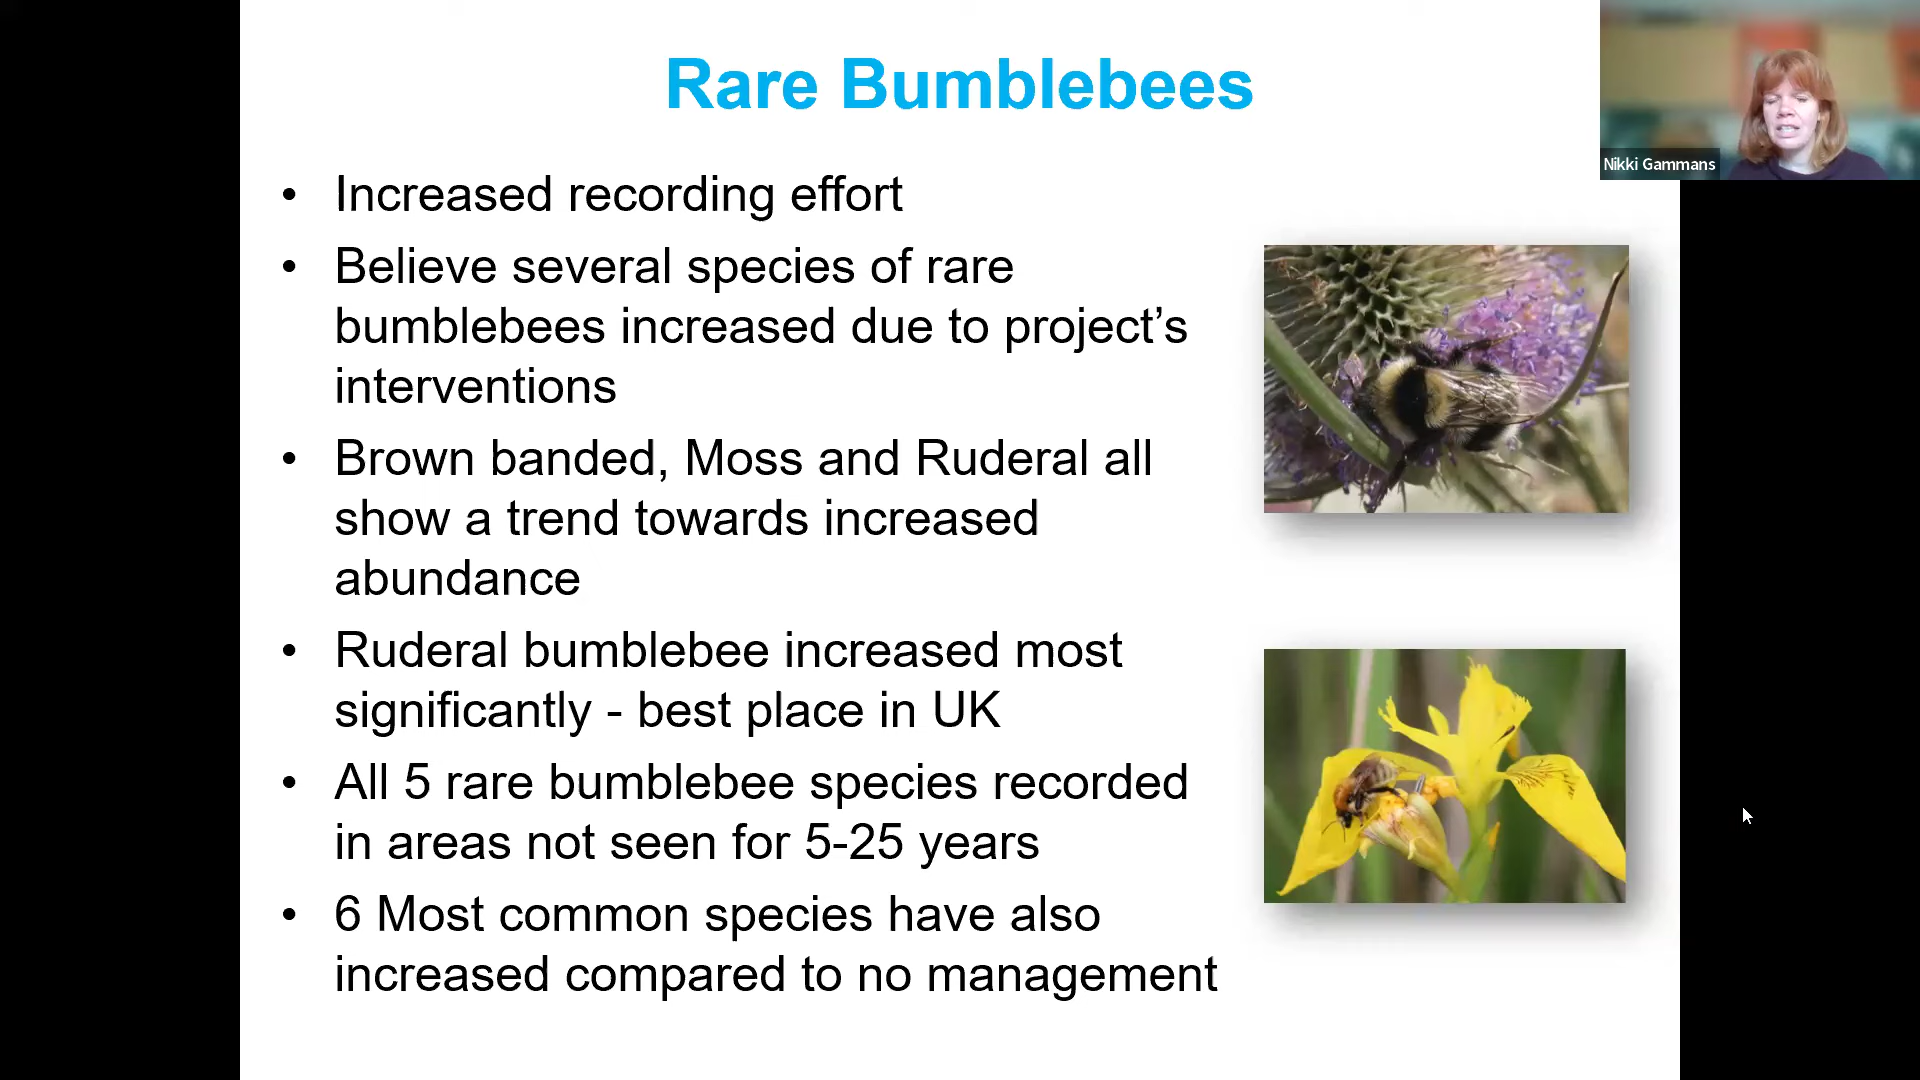 Rare Bumblebees
Nikki Gammans
• Increased recording effort
• Believe several species of rare
bumblebees increased due to project’s
interventions
• Brown banded, Moss and Ruderal all
show a trend towards increased
abundance
• Ruderal bumblebee increased most
significantly - best place in UK
• All 5 rare bumblebee species recorded
in areas not seen for 5-25 years
• 6 Most common species have also
increased compared to no management